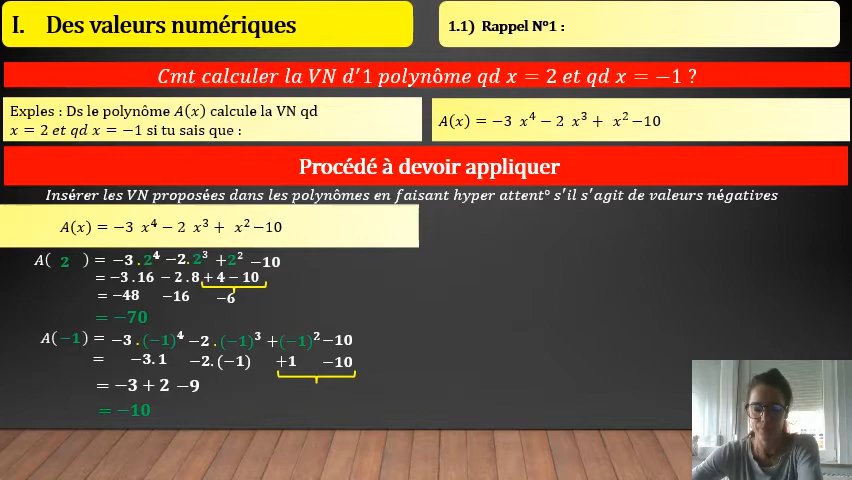 I. Des valeurs numériques
1.1) Rappel N°1 :
Cmt calculer la VN d'1 polynôme qd x = 2 et qd x = −1 ?
Exples : Ds le polynôme A(x) calcule la VN qd
x = 2 et qd x = −1 si tu sais que :
A(x) = −3 x⁴ − 2 x³ + x² −10
Procédé à devoir appliquer
Insérer les VN proposées dans les polynômes en faisant hyper attent° s'il s'agit de valeurs négatives
A(x) = −3 x⁴ − 2 x³ + x² −10
A( 2 ) = −3 . 2⁴ −2. 2³ +2² −10
= −3 . 16 − 2 . 8 + 4 − 10
= −48 −16 −6
= −70
A(−1) = −3 . (−1)⁴ −2 . (−1)³ +(−1)² −10
= −3. 1 −2. (−1) +1 −10
= −3 + 2 −9
= −10